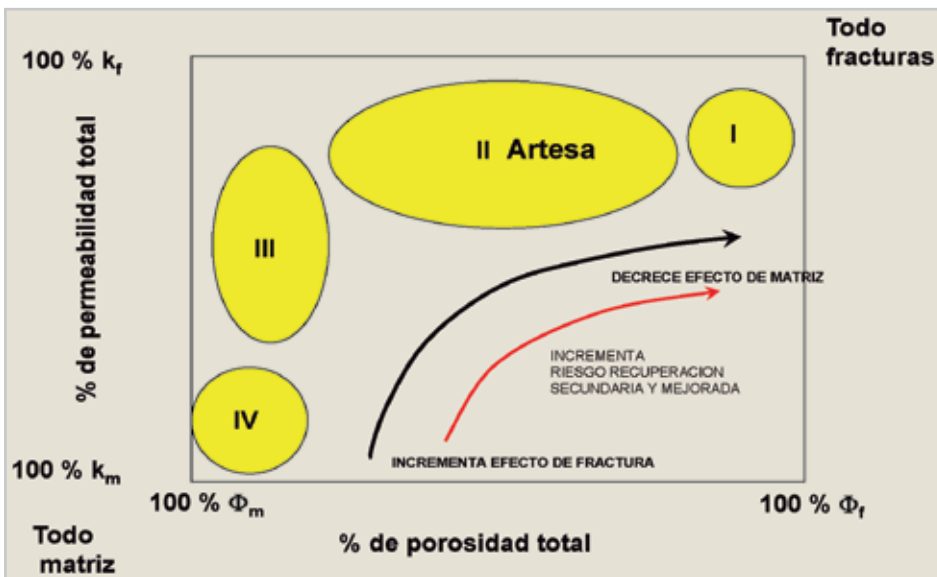 Todo
fracturas
100 % kf
I
II Artesa
% de permeabilidad total
III
DECRECE EFECTO DE MATRIZ
INCREMENTA
RIESGO RECUPERACION
SECUNDARIA Y MEJORADA
IV
INCREMENTA EFECTO DE FRACTURA
100 % km
100 % Φm
100 % Φf
Todo
matriz
% de porosidad total